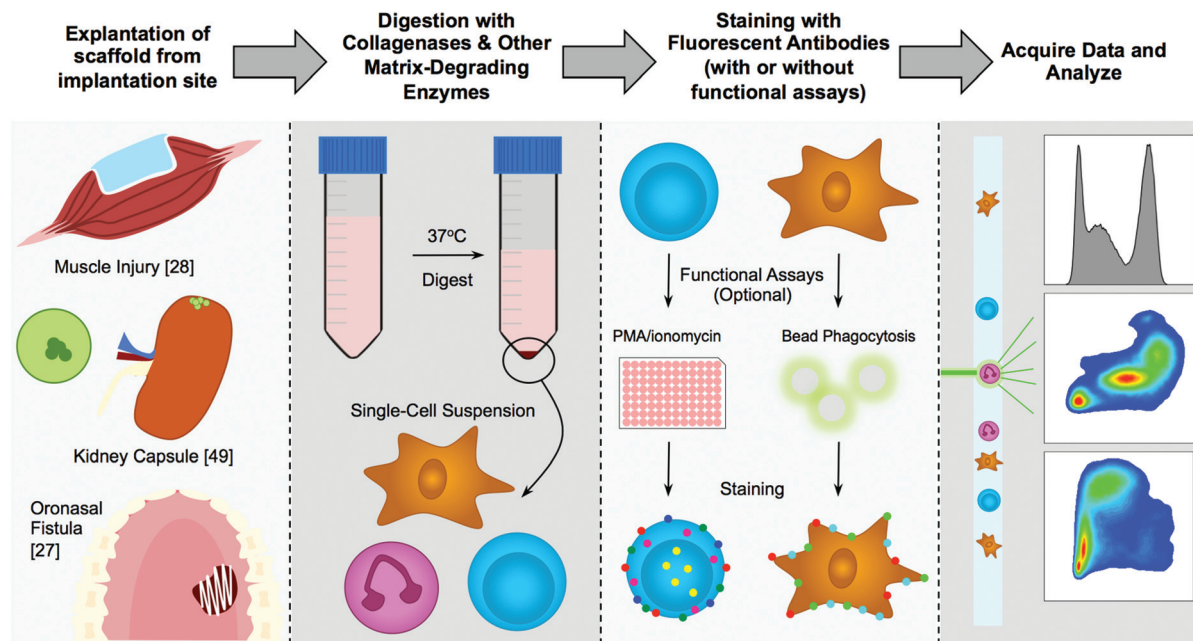 Explantation of
scaffold from
implantation site
Digestion with
Collagenases & Other
Matrix-Degrading
Enzymes
Staining with
Fluorescent Antibodies
(with or without
functional assays)
Acquire Data and
Analyze
Muscle Injury [28]
Kidney Capsule [49]
Oronasal
Fistula
[27]
37ºC
Digest
Single-Cell Suspension
Functional Assays
(Optional)
PMA/ionomycin
Bead Phagocytosis
Staining